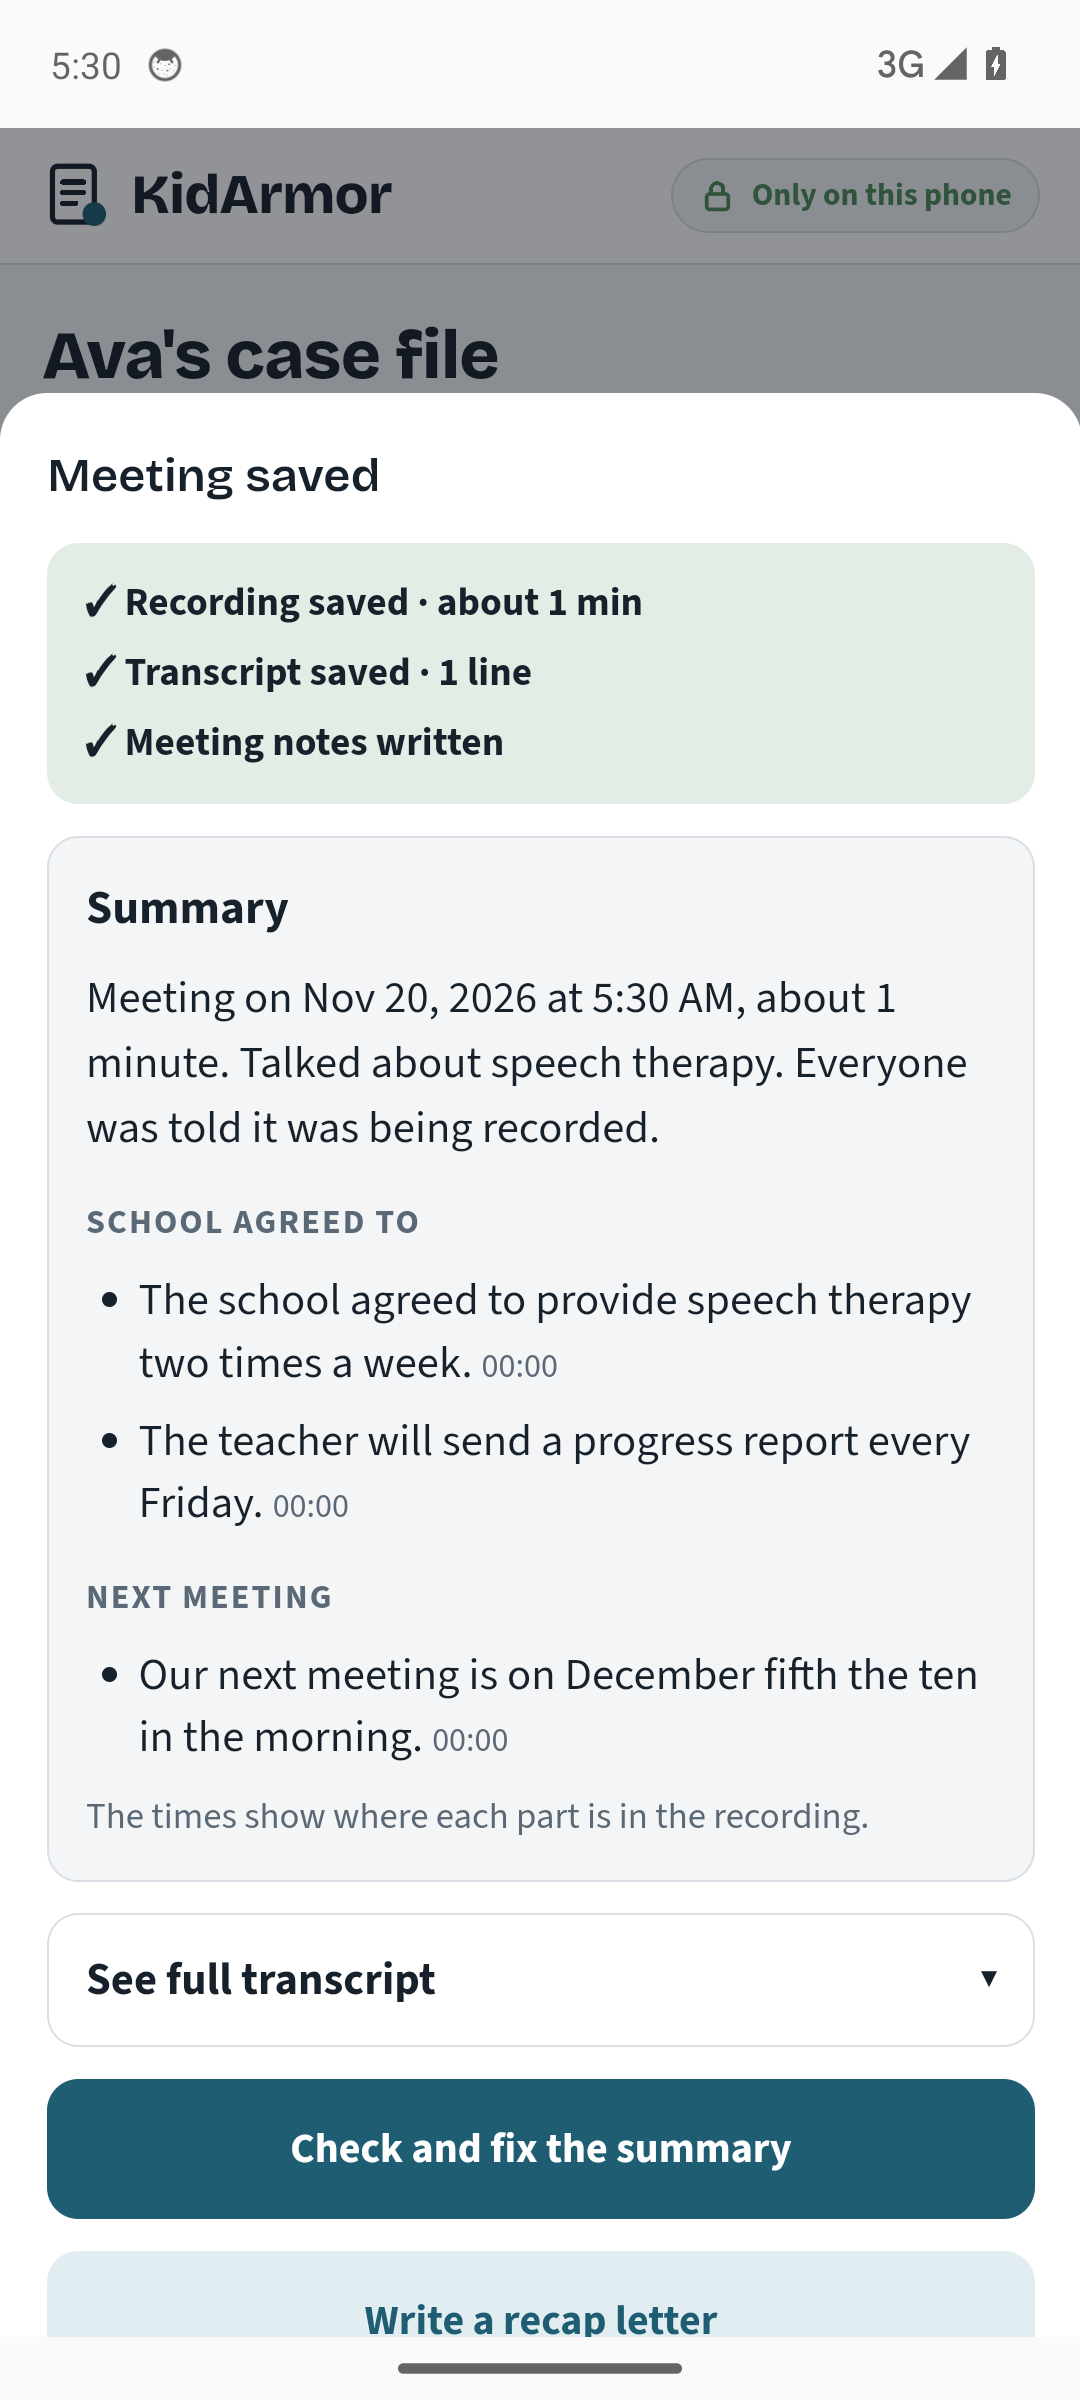 5:30
3G
KidArmor
Only on this phone
Ava's case file
Meeting saved
✓ Recording saved · about 1 min
✓ Transcript saved · 1 line
✓ Meeting notes written
Summary
Meeting on Nov 20, 2026 at 5:30 AM, about 1
minute. Talked about speech therapy. Everyone
was told it was being recorded.
SCHOOL AGREED TO
• The school agreed to provide speech therapy
two times a week. 00:00
• The teacher will send a progress report every
Friday. 00:00
NEXT MEETING
• Our next meeting is on December fifth the ten
in the morning. 00:00
The times show where each part is in the recording.
See full transcript ▼
Check and fix the summary
Write a recap letter